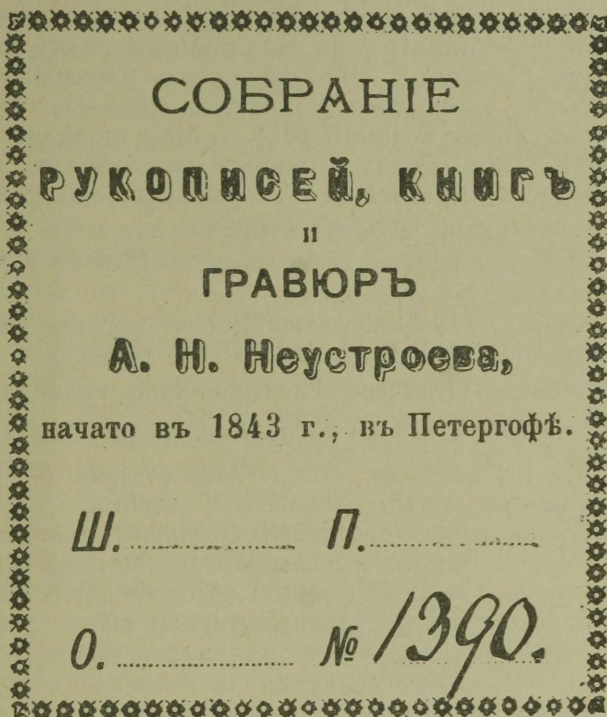 СОБРАНІЕ
РУКОПИСЕЙ, КНИГЪ
и
ГРАВЮРЪ
А. Н. Неустроева,
начато въ 1843 г., въ Петергофѣ.
Ш. П.
О. № 1390.